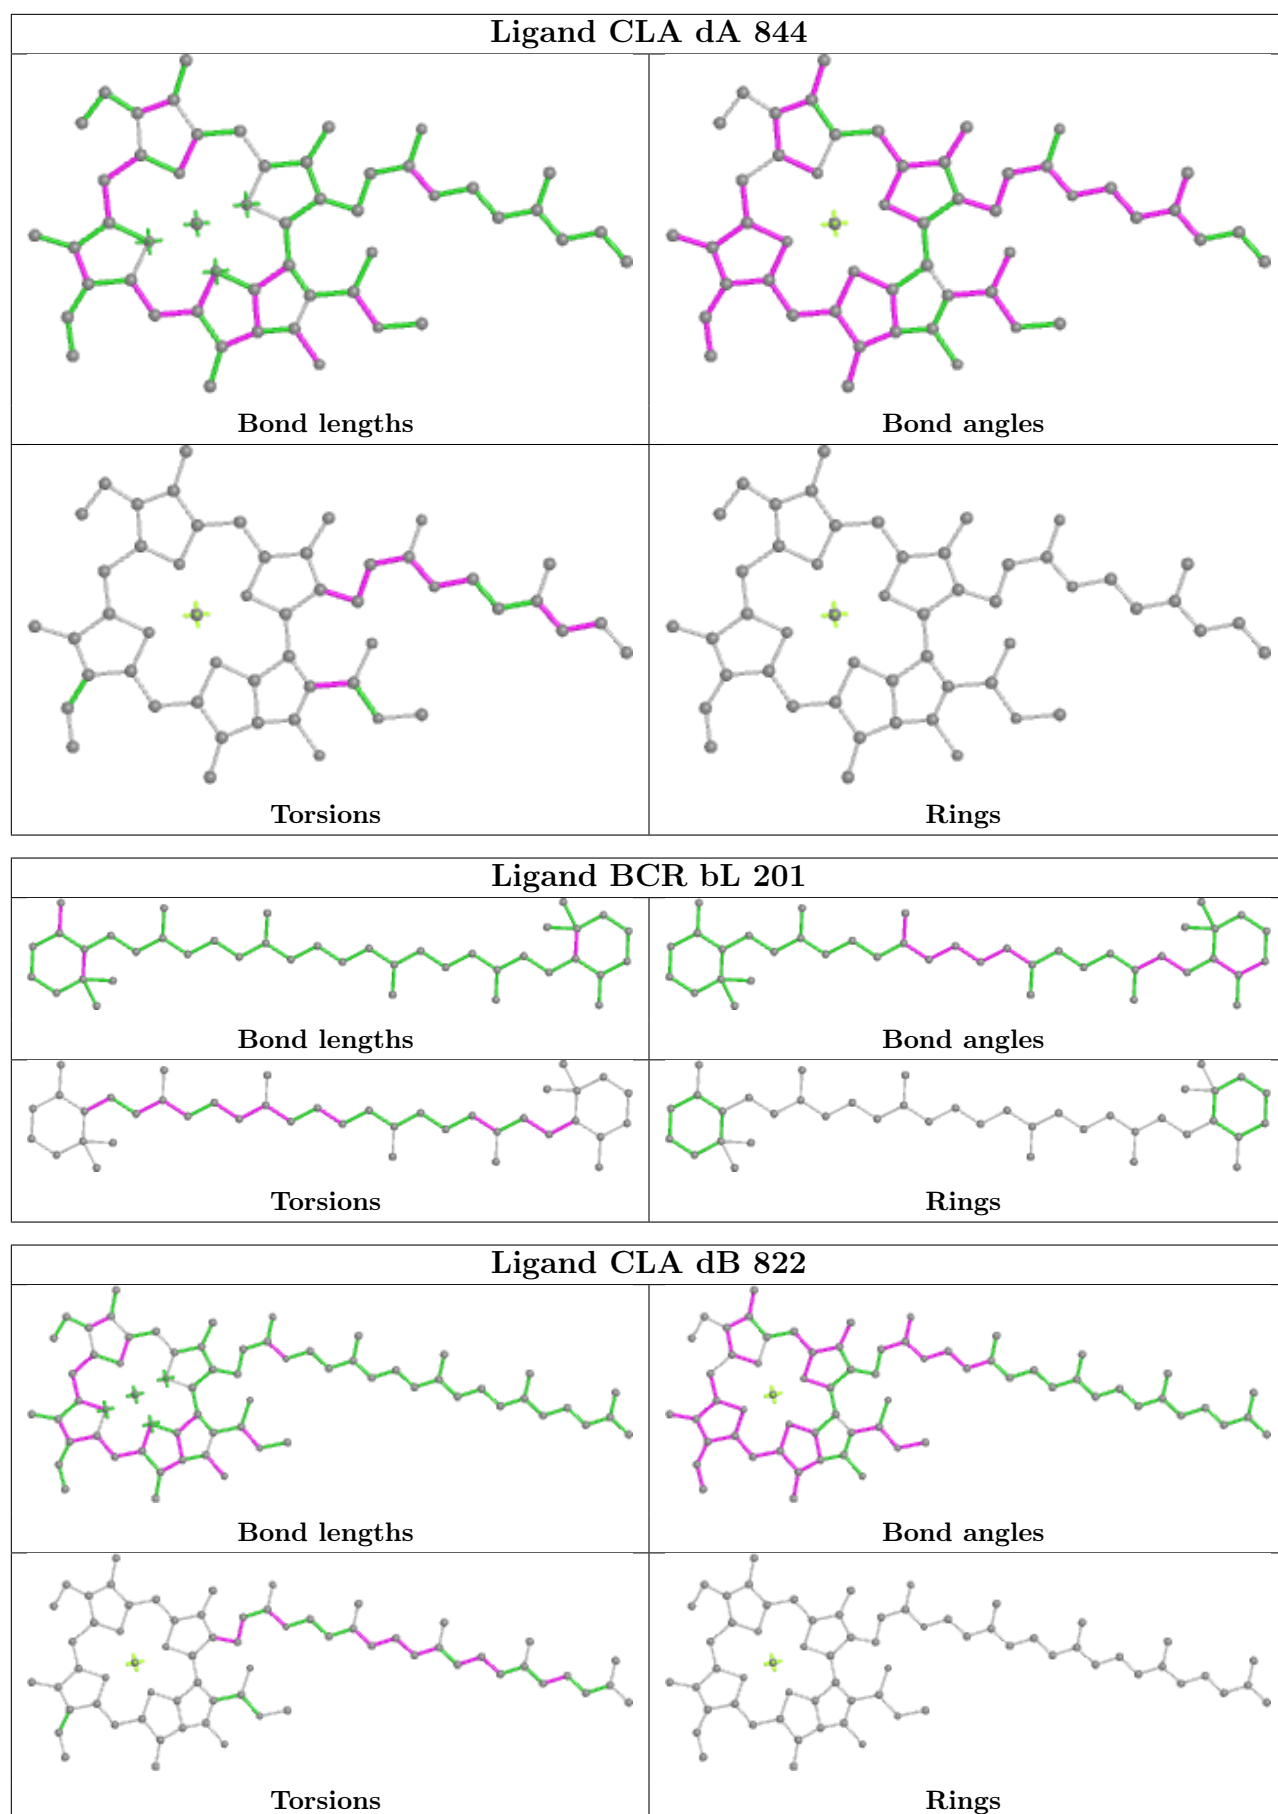 Ligand CLA dA 844
Bond lengths
Bond angles
Torsions
Rings
Ligand BCR bL 201
Bond lengths
Bond angles
Torsions
Rings
Ligand CLA dB 822
Bond lengths
Bond angles
Torsions
Rings